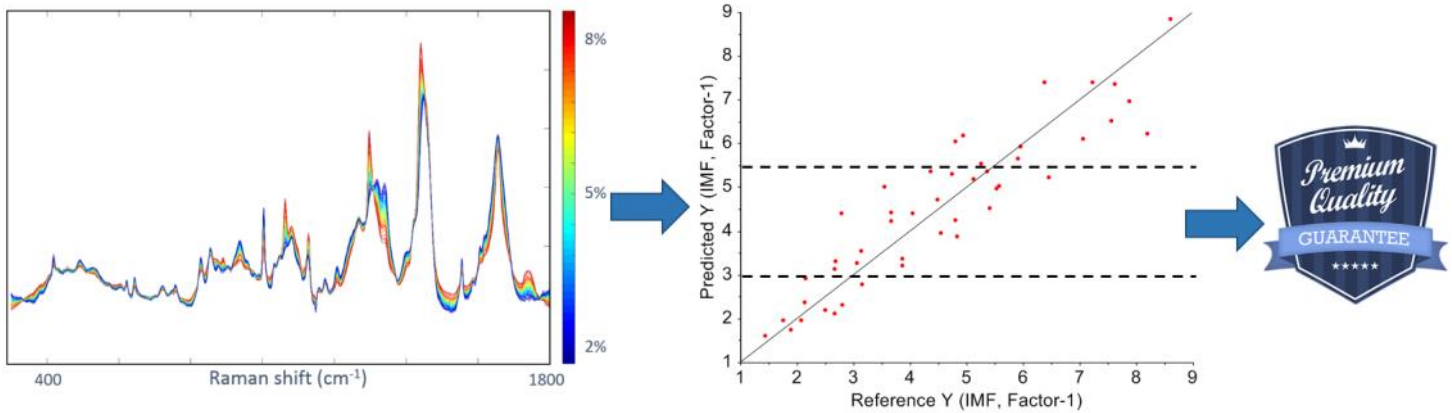 8%
5%
2%
400
Raman shift (cm⁻¹)
1800
Predicted Y (IMF, Factor-1)
9
8
7
6
5
4
3
2
1
1 2 3 4 5 6 7 8 9
Reference Y (IMF, Factor-1)
Premium
Quality
GUARANTEE